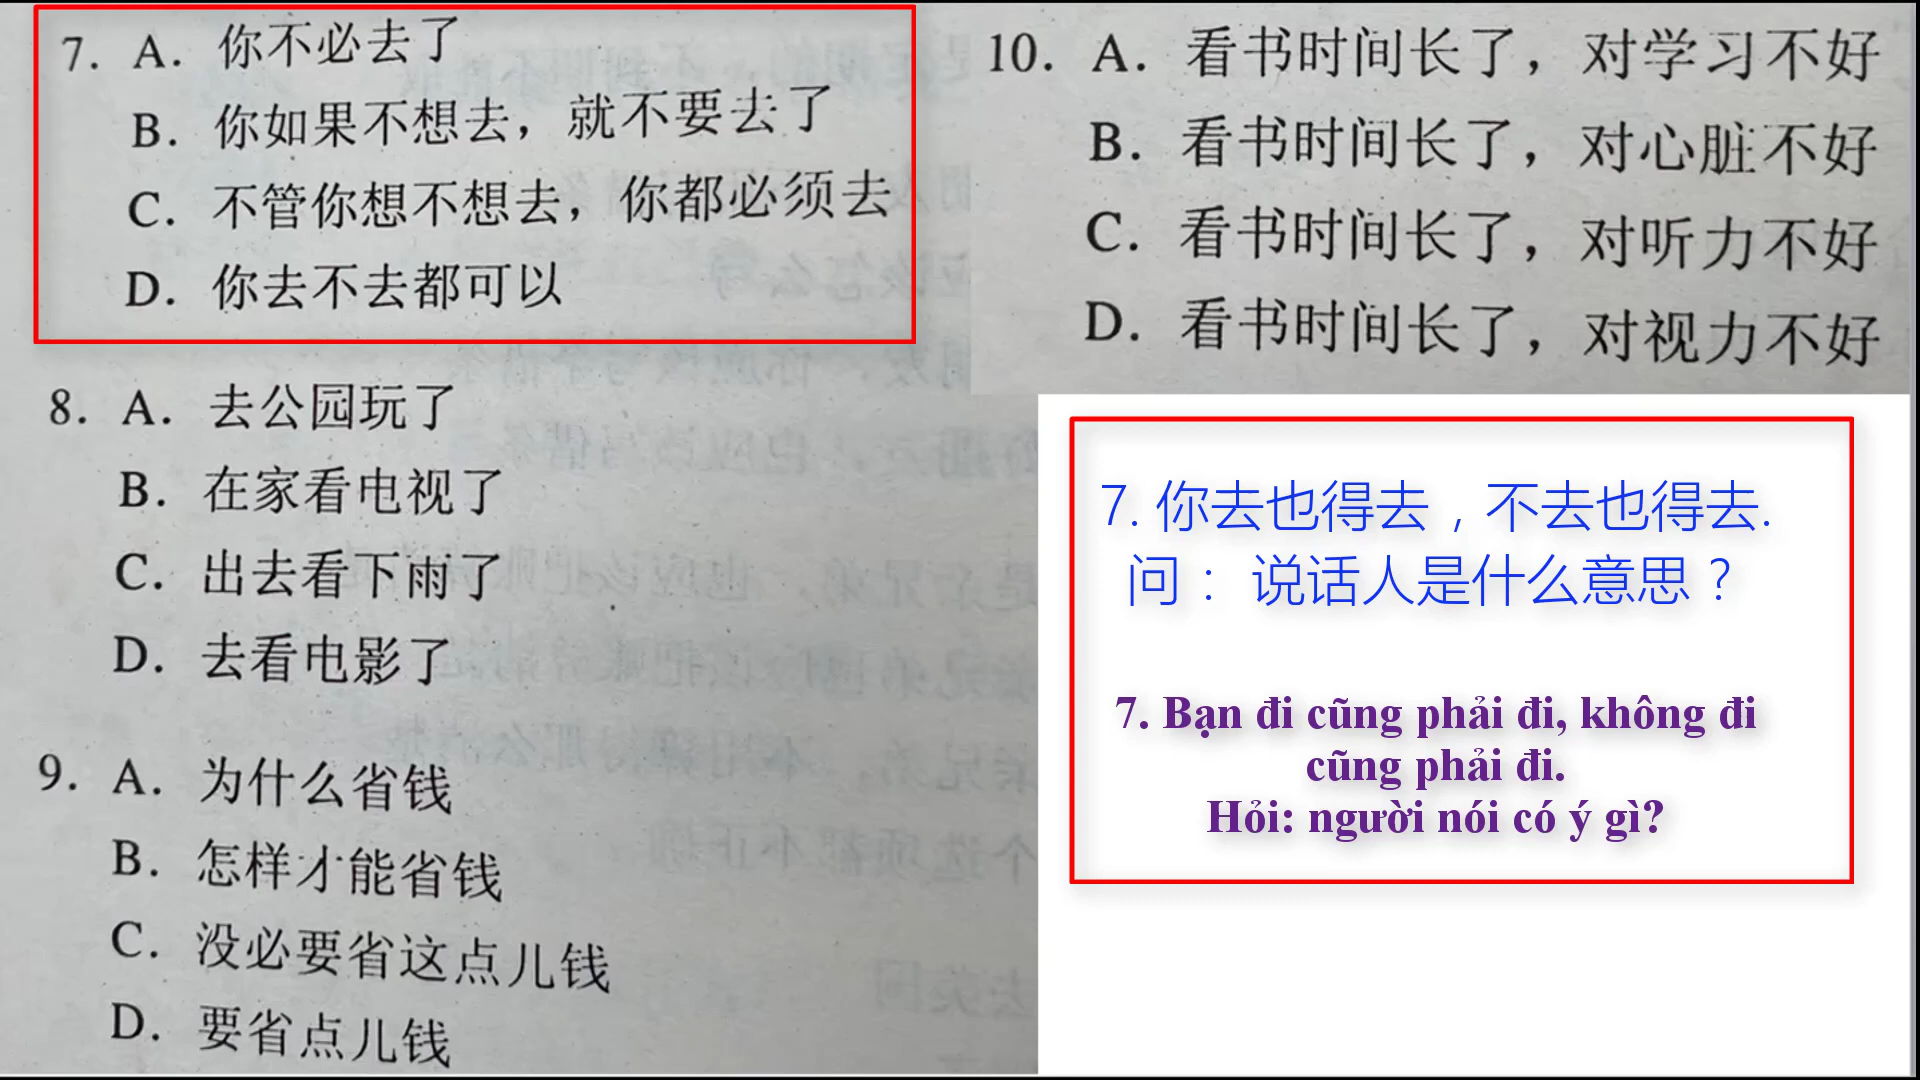 7. A. 你不必去了
B. 你如果不想去，就不要去了
C. 不管你想不想去，你都必须去
D. 你去不去都可以
8. A. 去公园玩了
B. 在家看电视了
C. 出去看下雨了
D. 去看电影了
9. A. 为什么省钱
B. 怎样才能省钱
C. 没必要省这点儿钱
D. 要省点儿钱
10. A. 看书时间长了，对学习不好
B. 看书时间长了，对心脏不好
C. 看书时间长了，对听力不好
D. 看书时间长了，对视力不好
7. 你去也得去，不去也得去.
问： 说话人是什么意思？
7. Bạn đi cũng phải đi, không đi
cũng phải đi.
Hỏi: người nói có ý gì?